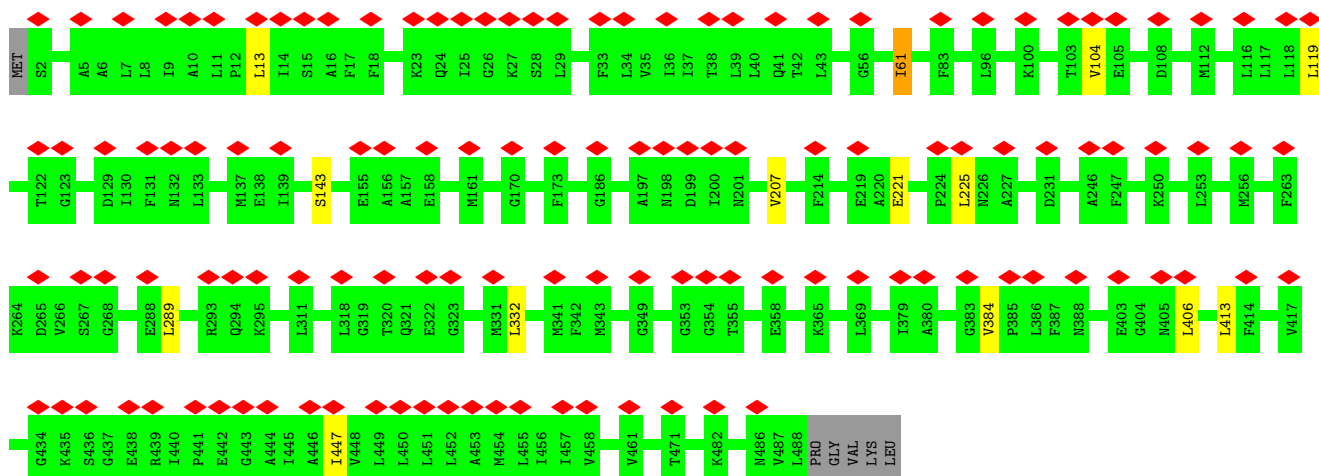 MET S2 A5 A6 L7 L8 I9 A10 L11 P12 L13 I14 S15 A16 F17 F18 K23 Q24 I25 G26 K27 S28 L29 F33 L34 V35 I36 I37 T38 L39 L40 Q41 T42 L43 G56 I61 F83 L96 K100 T103 V104 E105 D108 M112 L116 L117 L118 L119
T122 G123 D129 I130 F131 N132 L133 M137 E138 I139 S143 E155 A156 A157 E158 M161 G170 F173 G186 A197 N198 D199 I200 N201 V207 F214 E219 A220 E221 P224 L225 N226 A227 D231 A246 F247 K250 L253 M256 F263
K264 D265 V266 S267 G268 E288 L289 R293 Q294 K295 L311 L318 G319 T320 Q321 E322 G323 M331 L332 M341 F342 M343 G349 G353 G354 T355 E358 K365 L369 I379 A380 G383 V384 P385 L386 F387 N388 E403 G404 N405 L406 L413 F414 V417
G434 K435 S436 G437 E438 R439 I440 P441 E442 G443 A444 I445 A446 I447 V448 L449 L450 L451 L452 A453 M454 L455 I456 I457 V458 V461 T471 K482 N486 V487 L488 PRO GLY VAL LYS LEU